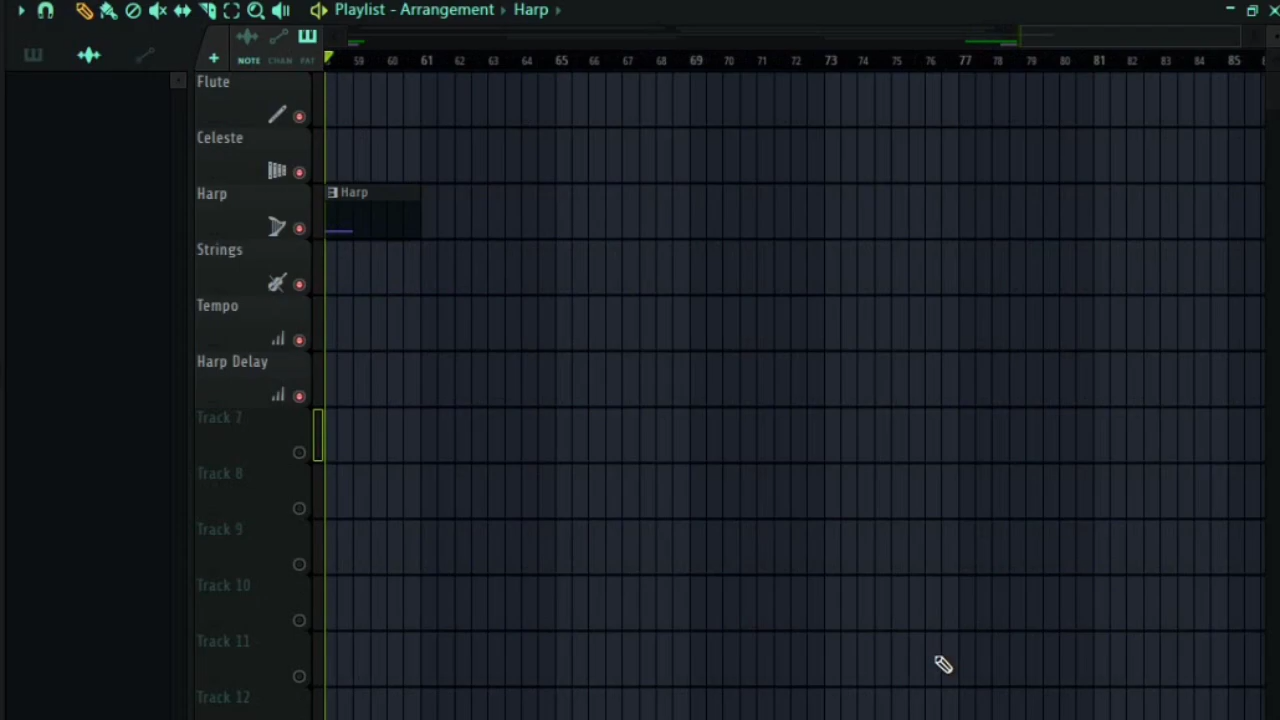 Playlist - Arrangement › Harp ›
NOTE CHAN PAT
59 60 61 62 63 64 65 66 67 68 69 70 71 72 73 74 75 76 77 78 79 80 81 82 83 84 85
Flute
Celeste
Harp
Harp
Strings
Tempo
Harp Delay
Track 7
Track 8
Track 9
Track 10
Track 11
Track 12